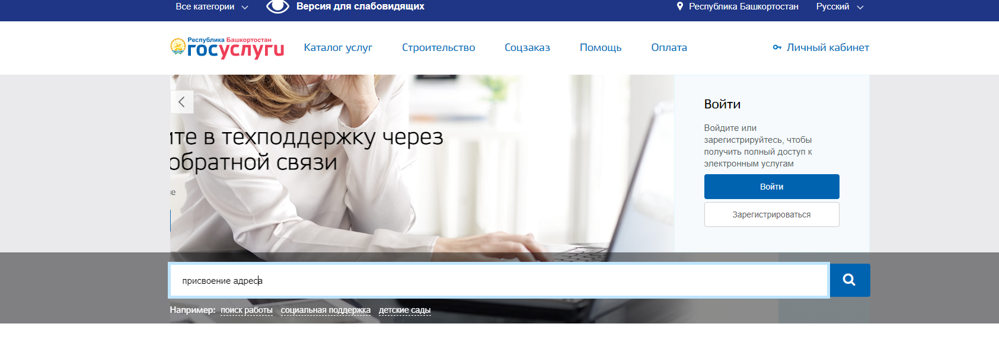 Все категории
Версия для слабовидящих
Республика Башкортостан
Русский
Республика Башкортостан
госуслуги
Каталог услуг
Строительство
Соцзаказ
Помощь
Оплата
Личный кабинет
ите в техподдержку через
обратной связи
ие
Войти
Войдите или
зарегистрируйтесь, чтобы
получить полный доступ к
электронным услугам
Войти
Зарегистрироваться
присвоение адреса
Например: поиск работы социальная поддержка детские сады